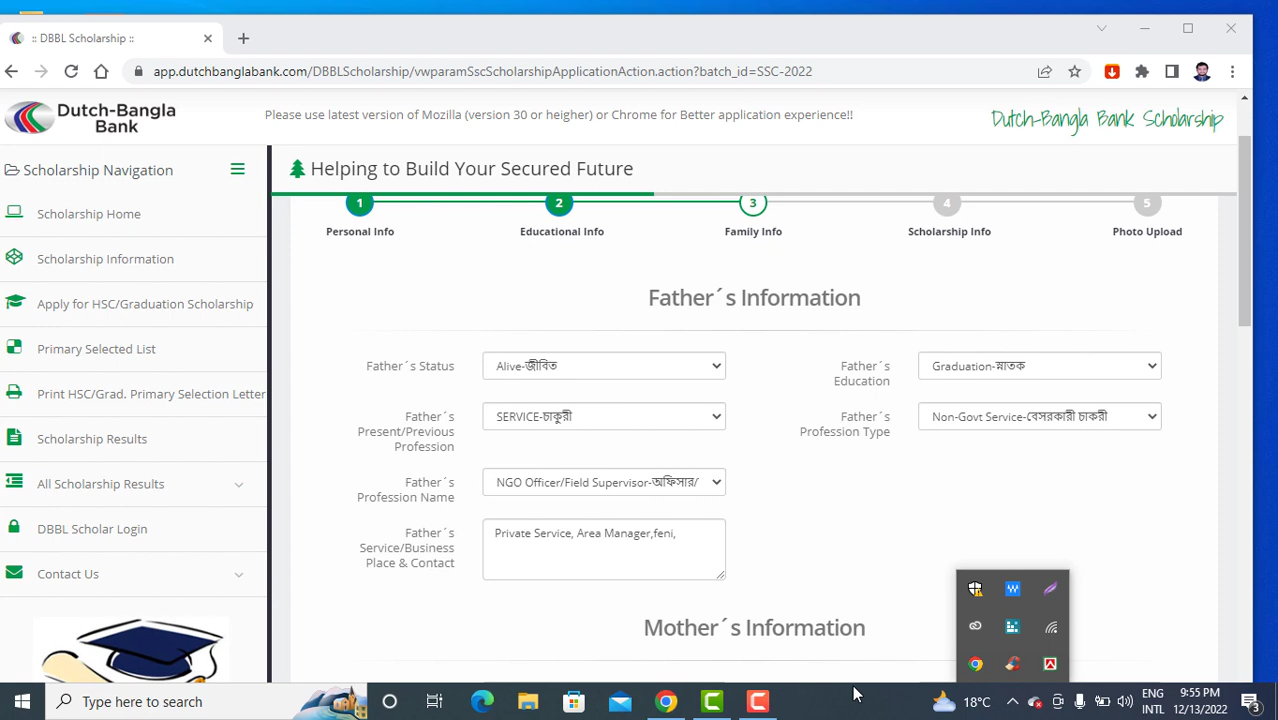 :: DBBL Scholarship ::
app.dutchbanglabank.com/DBBLScholarship/vwparamSscScholarshipApplicationAction.action?batch_id=SSC-2022
Dutch-Bangla
Bank
Please use latest version of Mozilla (version 30 or heigher) or Chrome for Better application experience!!
Dutch-Bangla Bank Scholarship
Scholarship Navigation
Helping to Build Your Secured Future
Scholarship Home
Scholarship Information
Apply for HSC/Graduation Scholarship
Primary Selected List
Print HSC/Grad. Primary Selection Letter
Scholarship Results
All Scholarship Results
DBBL Scholar Login
Contact Us
1 2 3 4 5
Personal Info Educational Info Family Info Scholarship Info Photo Upload
Father´s Information
Father´s Status Alive-জীবিত
Father´s
Education
Graduation-স্নাতক
Father´s
Present/Previous
Profession
SERVICE-চাকুরী
Father´s
Profession Type
Non-Govt Service-বেসরকারী চাকরী
Father´s
Profession Name
NGO Officer/Field Supervisor-অফিসার/
Father´s
Service/Business
Place & Contact
Private Service, Area Manager,feni,
Mother´s Information
Type here to search
18°C
ENG
INTL
9:55 PM
12/13/2022
3